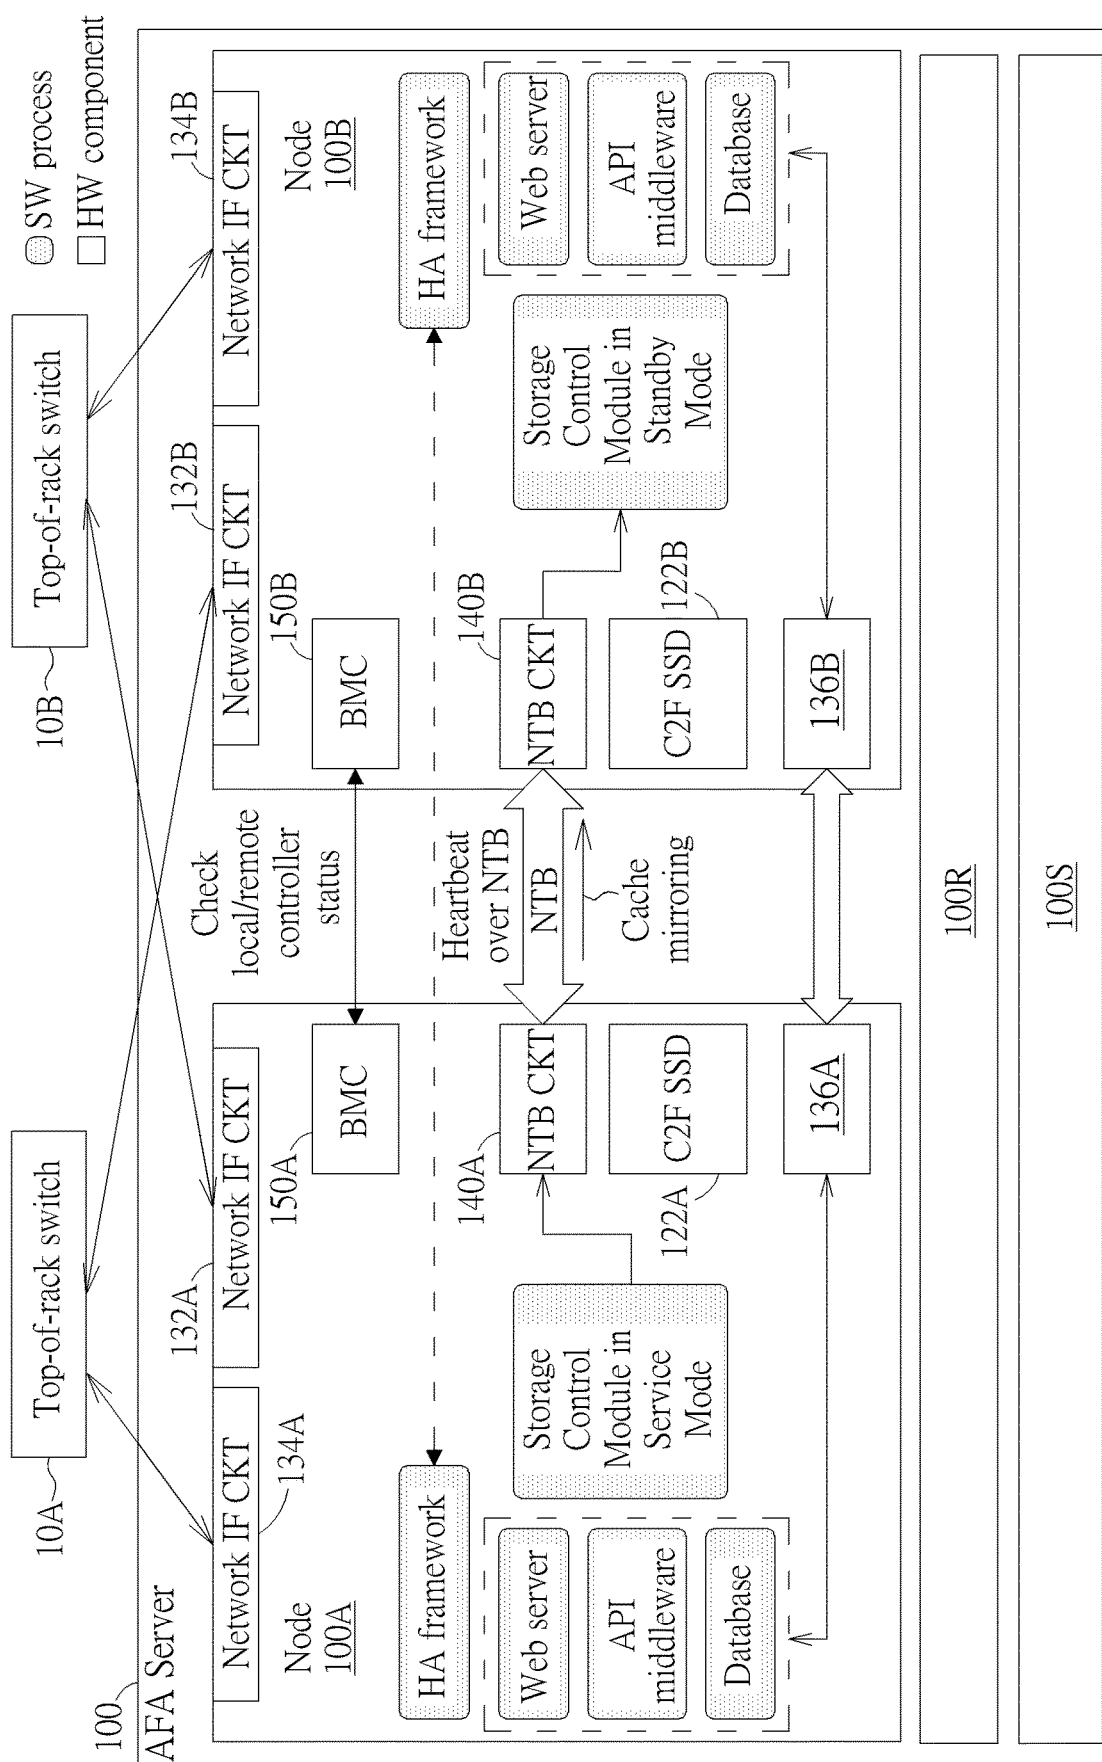 100
AFA Server
10A
Top-of-rack switch
10B
Top-of-rack switch
SW process
HW component
Network IF CKT
134A
132A
Network IF CKT
Network IF CKT
132B
Network IF CKT
134B
Node
100A
150A
BMC
Check
local/remote
controller
status
150B
BMC
Node
100B
HA framework
HA framework
Web server
API
middleware
Database
Storage
Control
Module in
Service
Mode
140A
NTB CKT
122A
C2F SSD
136A
Heartbeat
over NTB
NTB
Cache
mirroring
140B
NTB CKT
C2F SSD
122B
136B
Storage
Control
Module in
Standby
Mode
Web server
API
middleware
Database
100R
100S